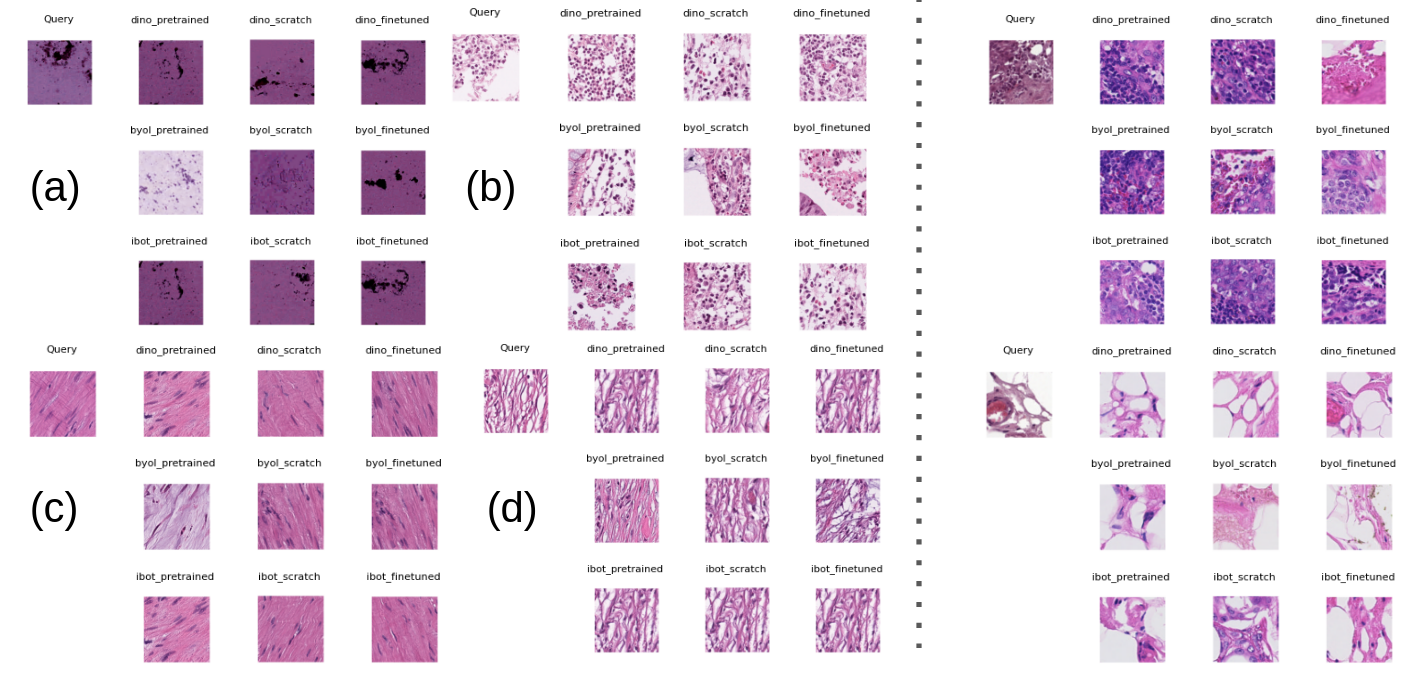 Query dino_pretrained dino_scratch dino_finetuned
byol_pretrained byol_scratch byol_finetuned
(a)
ibot_pretrained ibot_scratch ibot_finetuned
Query dino_pretrained dino_scratch dino_finetuned
byol_pretrained byol_scratch byol_finetuned
(b)
ibot_pretrained ibot_scratch ibot_finetuned
Query dino_pretrained dino_scratch dino_finetuned
byol_pretrained byol_scratch byol_finetuned
ibot_pretrained ibot_scratch ibot_finetuned
Query dino_pretrained dino_scratch dino_finetuned
byol_pretrained byol_scratch byol_finetuned
(c)
ibot_pretrained ibot_scratch ibot_finetuned
Query dino_pretrained dino_scratch dino_finetuned
byol_pretrained byol_scratch byol_finetuned
(d)
ibot_pretrained ibot_scratch ibot_finetuned
Query dino_pretrained dino_scratch dino_finetuned
byol_pretrained byol_scratch byol_finetuned
ibot_pretrained ibot_scratch ibot_finetuned